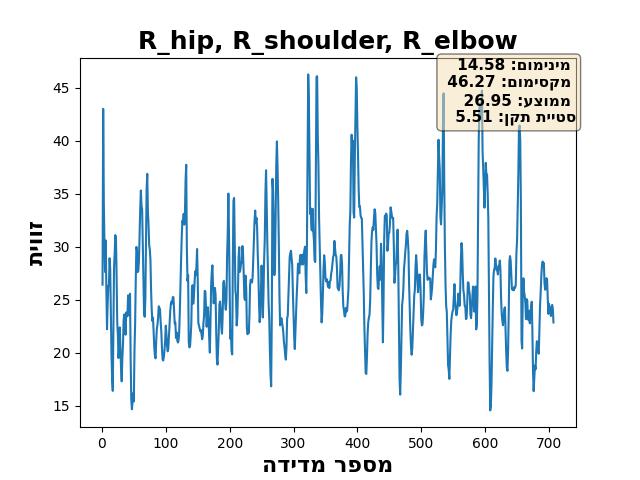 R_hip, R_shoulder, R_elbow
מינימום: 14.58
מקסימום: 46.27
ממוצע: 26.95
סטיית תקן: 5.51
זווית
45
40
35
30
25
20
15
0 100 200 300 400 500 600 700
מספר מדידה